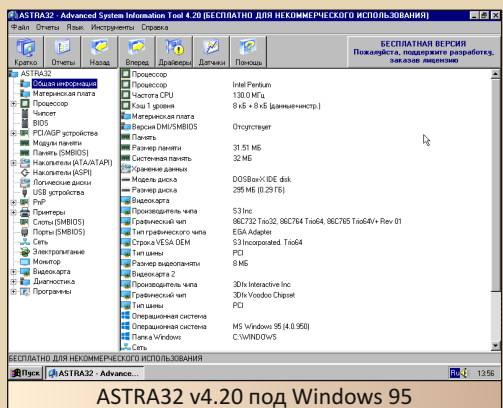 ASTRA32 - Advanced System Information Tool 4.20 (БЕСПЛАТНО ДЛЯ НЕКОММЕРЧЕСКОГО ИСПОЛЬЗОВАНИЯ)
Файл Отчеты Язык Инструменты Справка
Кратко Отчеты Назад Вперед Драйверы Датчики Помощь
БЕСПЛАТНАЯ ВЕРСИЯ
Пожалуйста, поддержите разработку,
заказав лицензию
ASTRA32
Общая информация
Материнская плата
Процессор
Чипсет
BIOS
PCI/AGP устройства
Модули памяти
Память (SMBIOS)
Накопители (ATA/ATAPI)
Накопители (ASPI)
Логические диски
USB устройства
PnP
Принтеры
Слоты (SMBIOS)
Порты (SMBIOS)
Сеть
Электропитание
Монитор
Видеокарта
Диагностика
Программы
Процессор
Процессор Intel Pentium
Частота CPU 130.0 МГц
Кэш 1 уровня 8 кБ + 8 кБ (данные+инстр.)
Материнская плата
Версия DMI/SMBIOS Отсутствует
Память
Размер памяти 31.51 МБ
Системная память 32 МБ
Хранение данных
Модель диска DOSBox-X IDE disk
Размер диска 295 МБ (0.29 ГБ)
Видеокарта
Производитель чипа S3 Inc
Графический чип 86C732 Trio32, 86C764 Trio64, 86C765 Trio64V+ Rev 01
Тип графического чипа EGA Adapter
Строка VESA OEM S3 Incorporated. Trio64
Тип шины PCI
Размер видеопамяти 8 МБ
Видеокарта 2
Производитель чипа 3Dfx Interactive Inc
Графический чип 3Dfx Voodoo Chipset
Тип шины PCI
Операционная система
Операционная система MS Windows 95 (4.0.950)
Папка Windows C:\WINDOWS
Сеть
БЕСПЛАТНО ДЛЯ НЕКОММЕРЧЕСКОГО ИСПОЛЬЗОВАНИЯ
Пуск ASTRA32 - Advance... Ru 13:56
ASTRA32 v4.20 под Windows 95